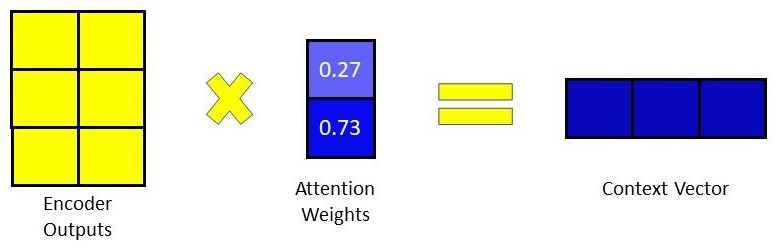 0.27
0.73
Encoder
Outputs
Attention
Weights
Context Vector